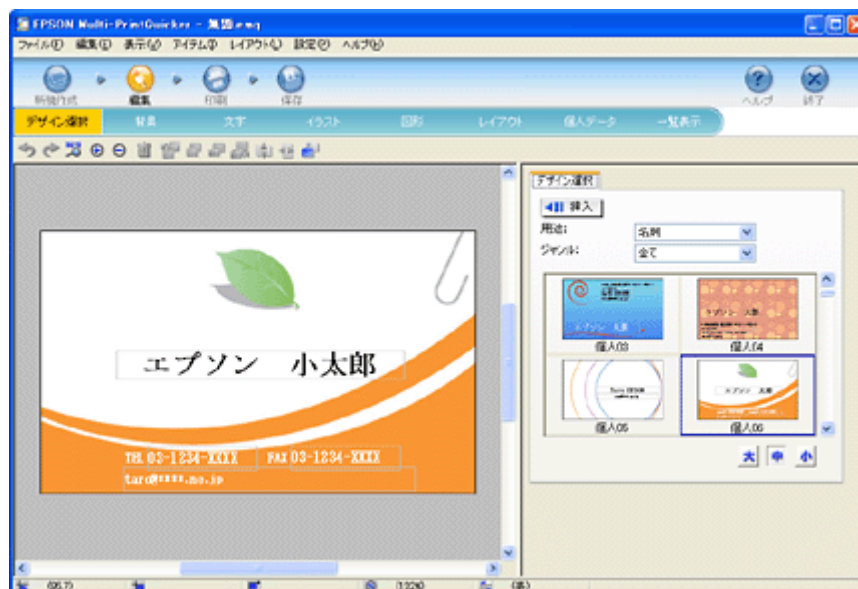 EPSON Multi-PrintQuicker - 無題.emq
ファイル(F) 編集(E) 表示(V) アイテム(I) レイアウト(L) 設定(P) ヘルプ(H)
新規作成 編集 印刷 保存 ヘルプ 終了
デザイン選択 背景 文字 イラスト 図形 レイアウト 個人データ 一覧表示
デザイン選択
挿入
用途: 名刺
ジャンル: 全て
個人03 個人04
個人05 個人06
大 中 小
エプソン 小太郎
TEL 03-1234-XXXX FAX 03-1234-XXXX
taro@****.ne.jp